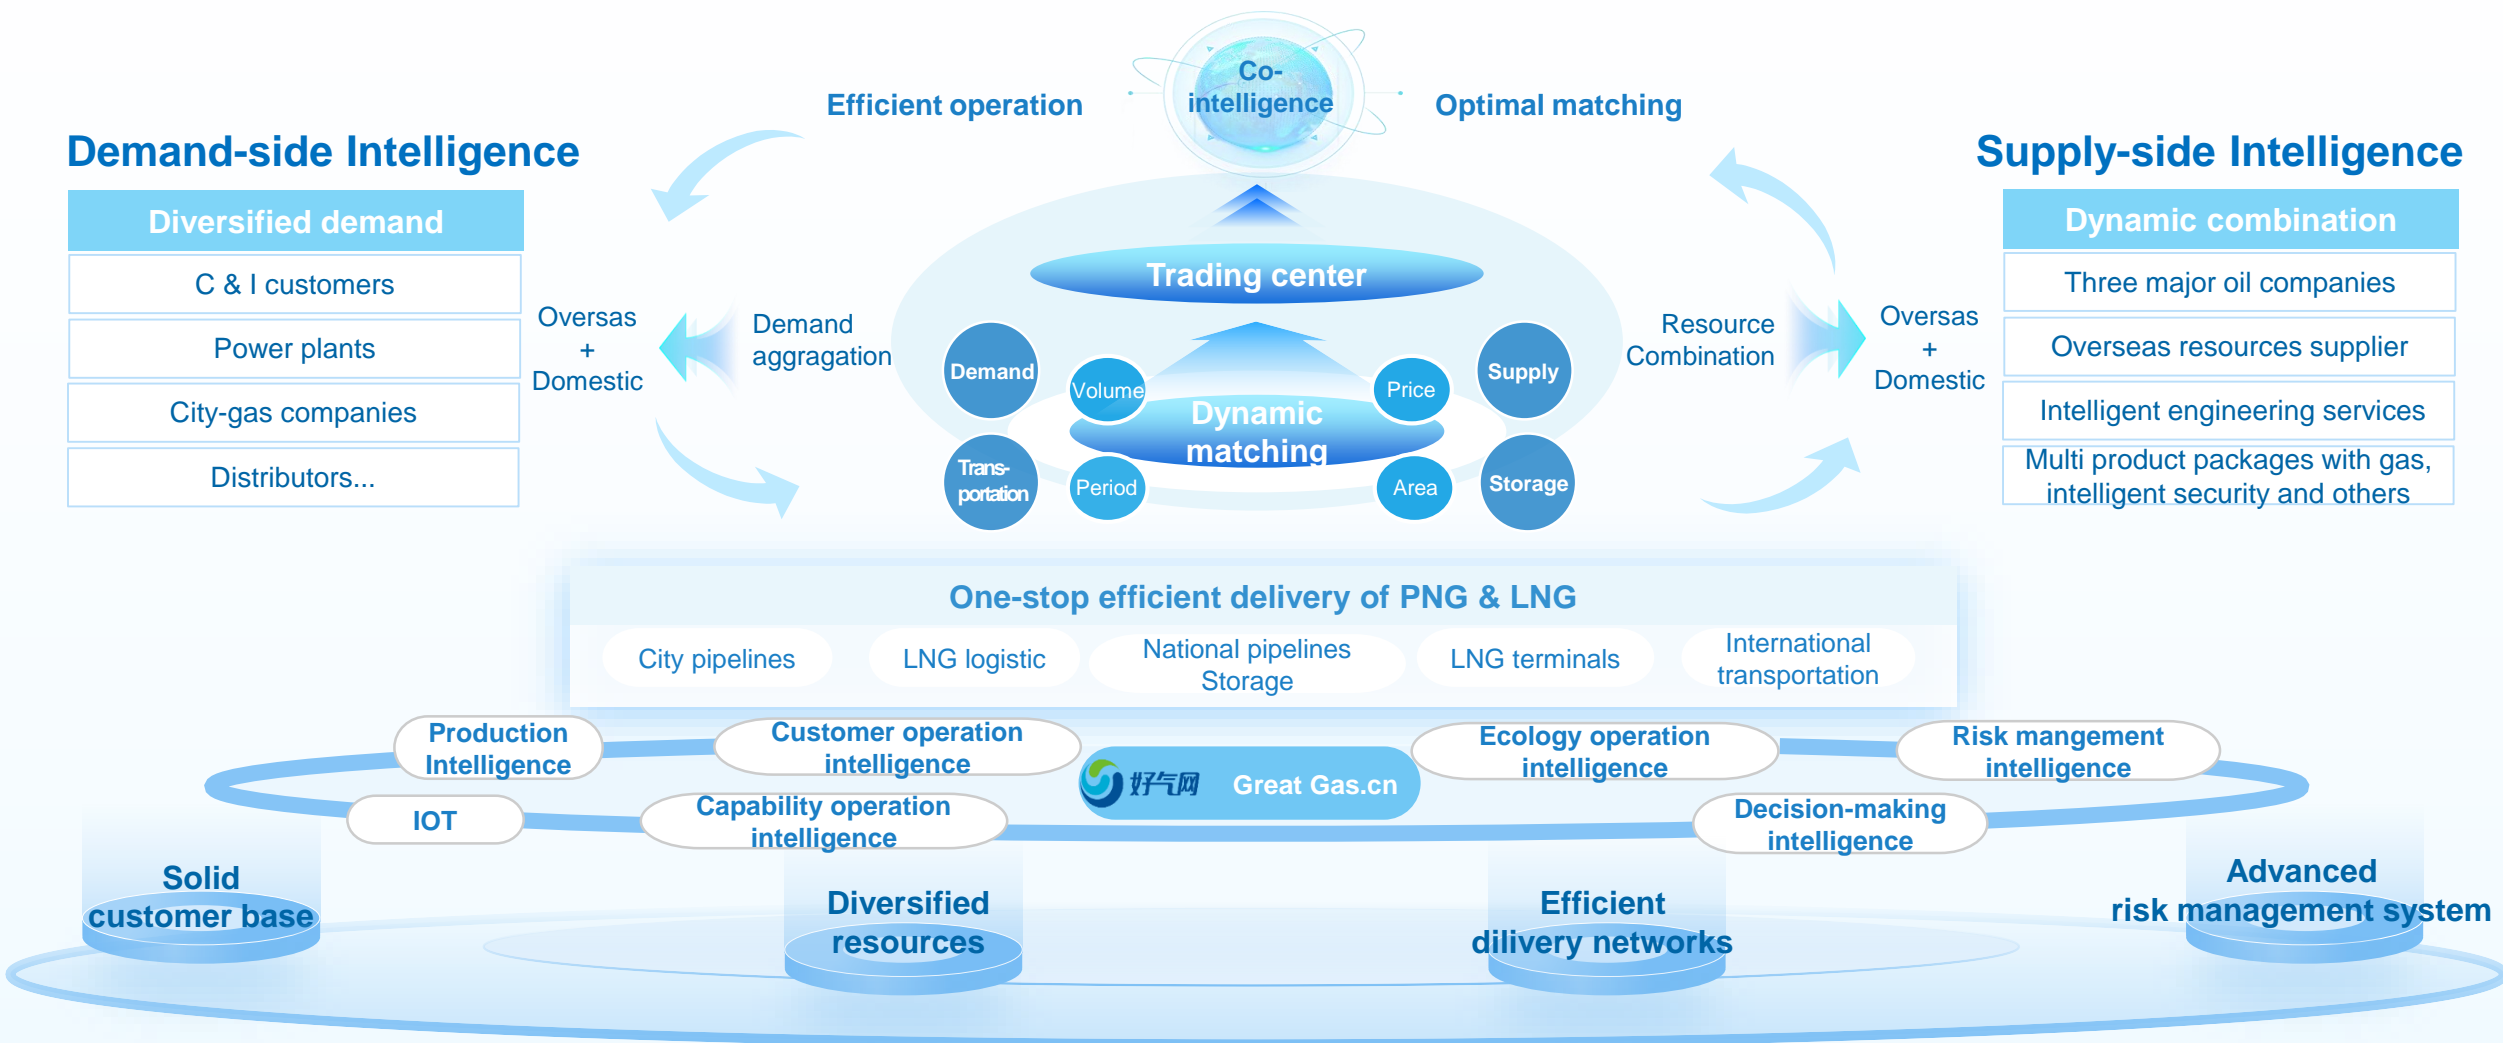 Co-
intelligence
Efficient operation
Optimal matching
Demand-side Intelligence
Diversified demand
C & I customers
Power plants
City-gas companies
Distributors...
Oversas
+
Domestic
Demand
aggragation
Trading center
Demand
Volume
Trans-
portation
Period
Dynamic
matching
Price
Supply
Area
Storage
Resource
Combination
Oversas
+
Domestic
Supply-side Intelligence
Dynamic combination
Three major oil companies
Overseas resources supplier
Intelligent engineering services
Multi product packages with gas,
intelligent security and others
One-stop efficient delivery of PNG & LNG
City pipelines
LNG logistic
National pipelines
Storage
LNG terminals
International
transportation
Production
Intelligence
Customer operation
intelligence
Ecology operation
intelligence
Risk mangement
intelligence
好气网 Great Gas.cn
IOT
Capability operation
intelligence
Decision-making
intelligence
Solid
customer base
Diversified
resources
Efficient
dilivery networks
Advanced
risk management system